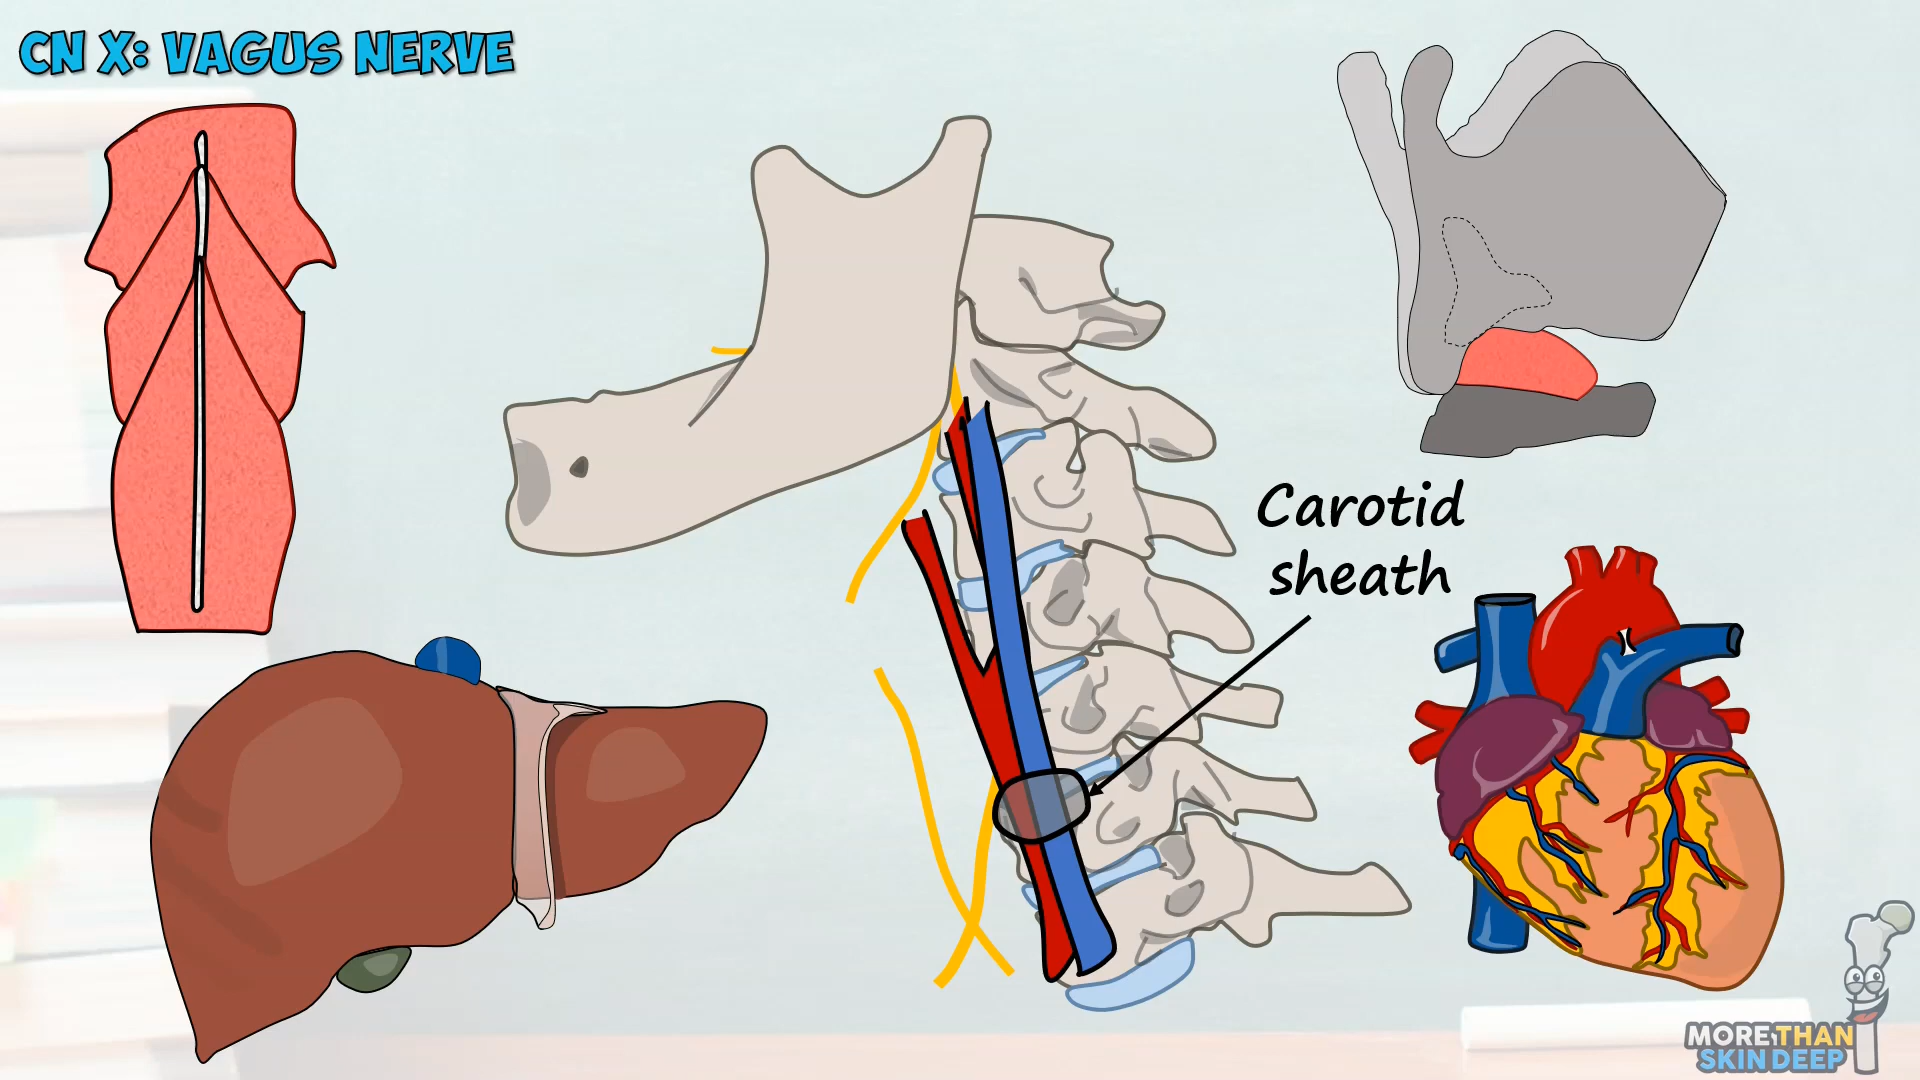 CN X: VAGUS NERVE
Carotid
sheath
MORE THAN
SKIN DEEP